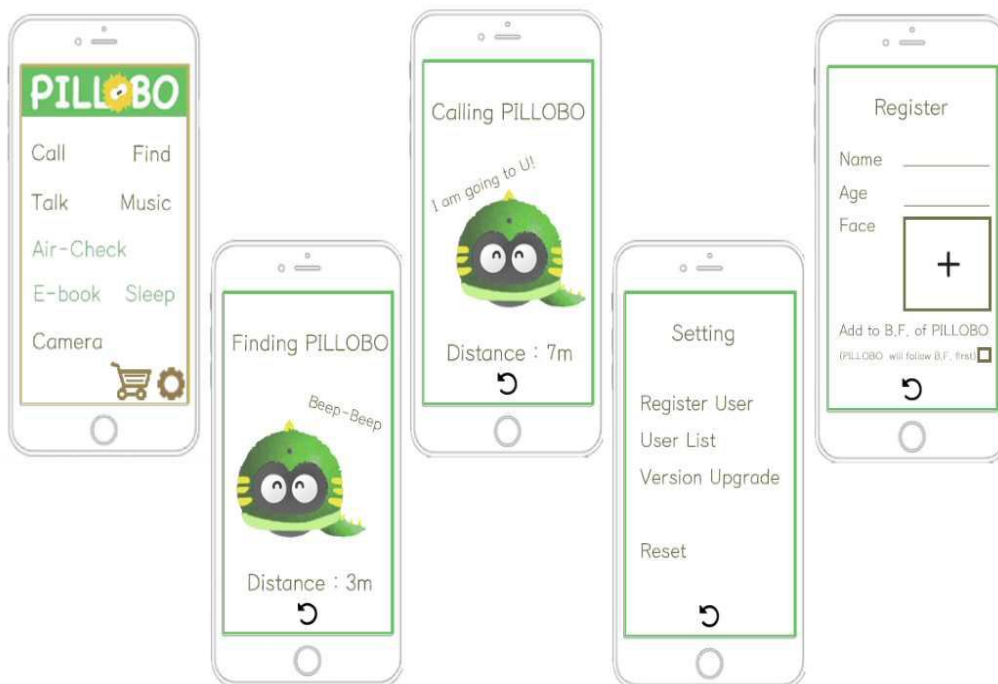 PILLOBO
Call Find
Talk Music
Air-Check
E-book Sleep
Camera
Finding PILLOBO
Beep-Beep
Distance : 3m
Calling PILLOBO
I am going to U!
Distance : 7m
Setting
Register User
User List
Version Upgrade
Reset
Register
Name
Age
Face
Add to B.F. of PILLOBO
(PILLOBO will follow B.F. first)